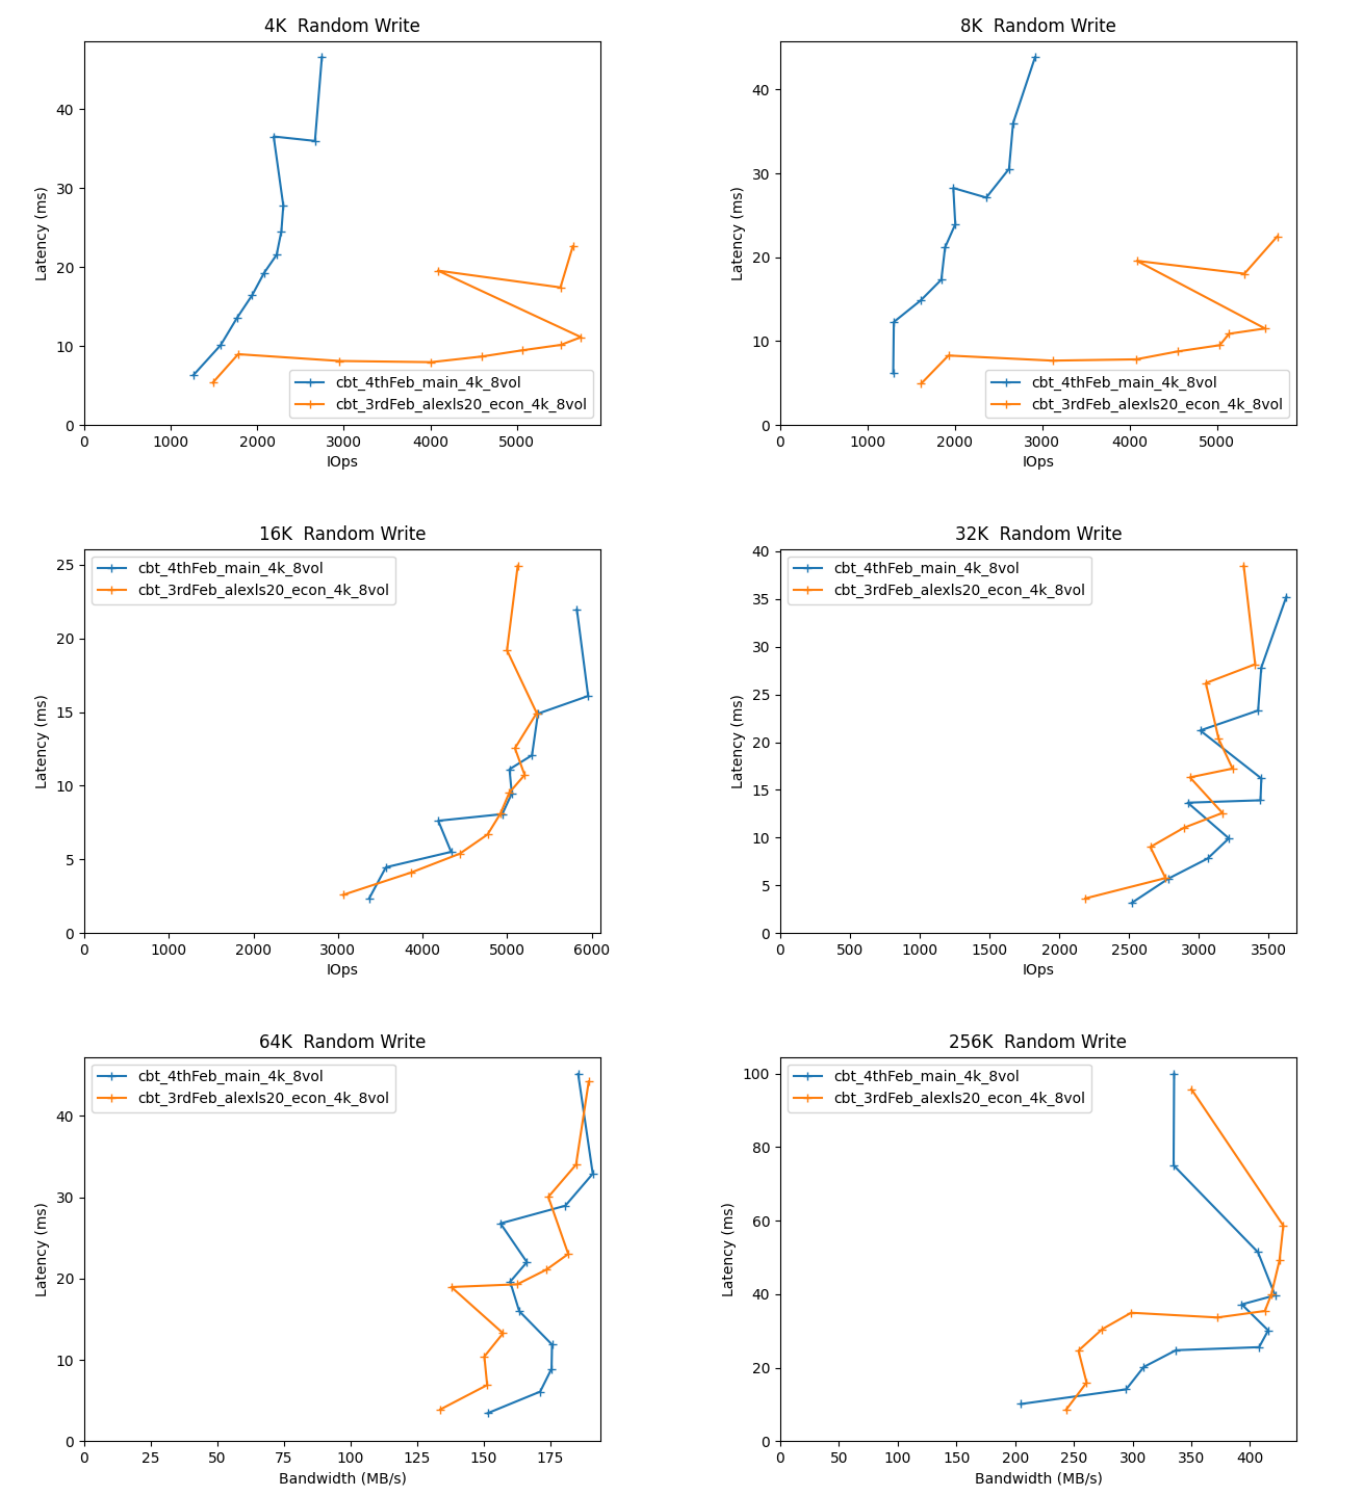 4K  Random Write
40
30
20
10
0
Latency (ms)
cbt_4thFeb_main_4k_8vol
cbt_3rdFeb_alexls20_econ_4k_8vol
0 1000 2000 3000 4000 5000
IOps
8K  Random Write
40
30
20
10
0
Latency (ms)
cbt_4thFeb_main_4k_8vol
cbt_3rdFeb_alexls20_econ_4k_8vol
0 1000 2000 3000 4000 5000
IOps
16K  Random Write
cbt_4thFeb_main_4k_8vol
cbt_3rdFeb_alexls20_econ_4k_8vol
25
20
15
10
5
0
Latency (ms)
0 1000 2000 3000 4000 5000 6000
IOps
32K  Random Write
cbt_4thFeb_main_4k_8vol
cbt_3rdFeb_alexls20_econ_4k_8vol
40
35
30
25
20
15
10
5
0
Latency (ms)
0 500 1000 1500 2000 2500 3000 3500
IOps
64K  Random Write
cbt_4thFeb_main_4k_8vol
cbt_3rdFeb_alexls20_econ_4k_8vol
40
30
20
10
0
Latency (ms)
0 25 50 75 100 125 150 175
Bandwidth (MB/s)
256K  Random Write
cbt_4thFeb_main_4k_8vol
cbt_3rdFeb_alexls20_econ_4k_8vol
100
80
60
40
20
0
Latency (ms)
0 50 100 150 200 250 300 350 400
Bandwidth (MB/s)